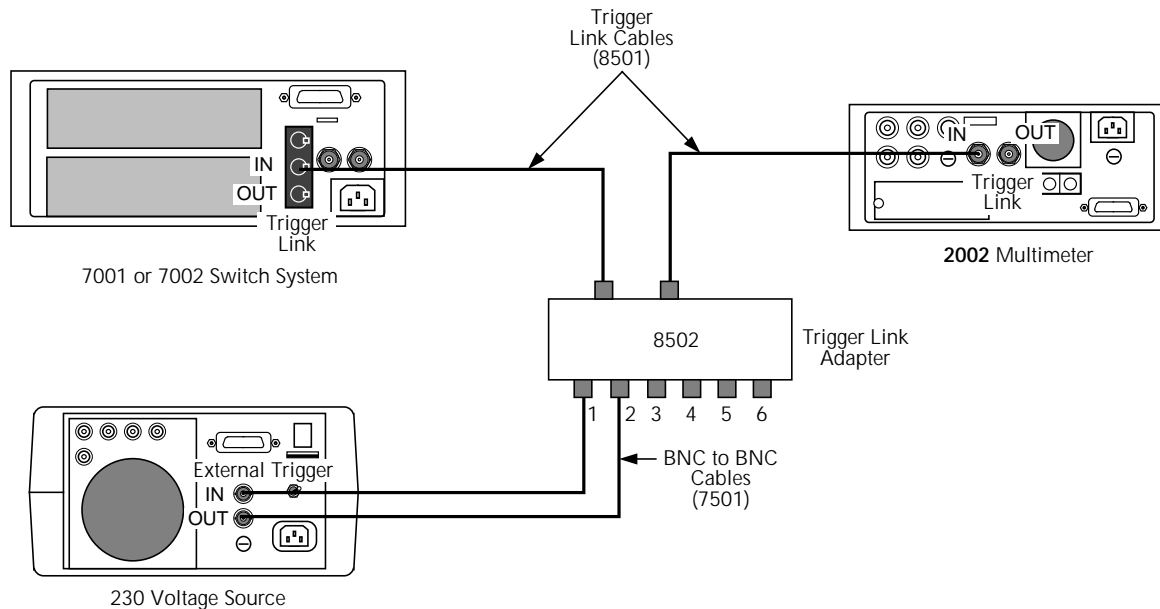 Trigger
Link Cables
(8501)
IN
OUT
Trigger
Link
7001 or 7002 Switch System
IN
OUT
Trigger
Link
2002 Multimeter
8502
Trigger Link
Adapter
1 2 3 4 5 6
BNC to BNC
Cables
(7501)
External Trigger
IN
OUT
230 Voltage Source